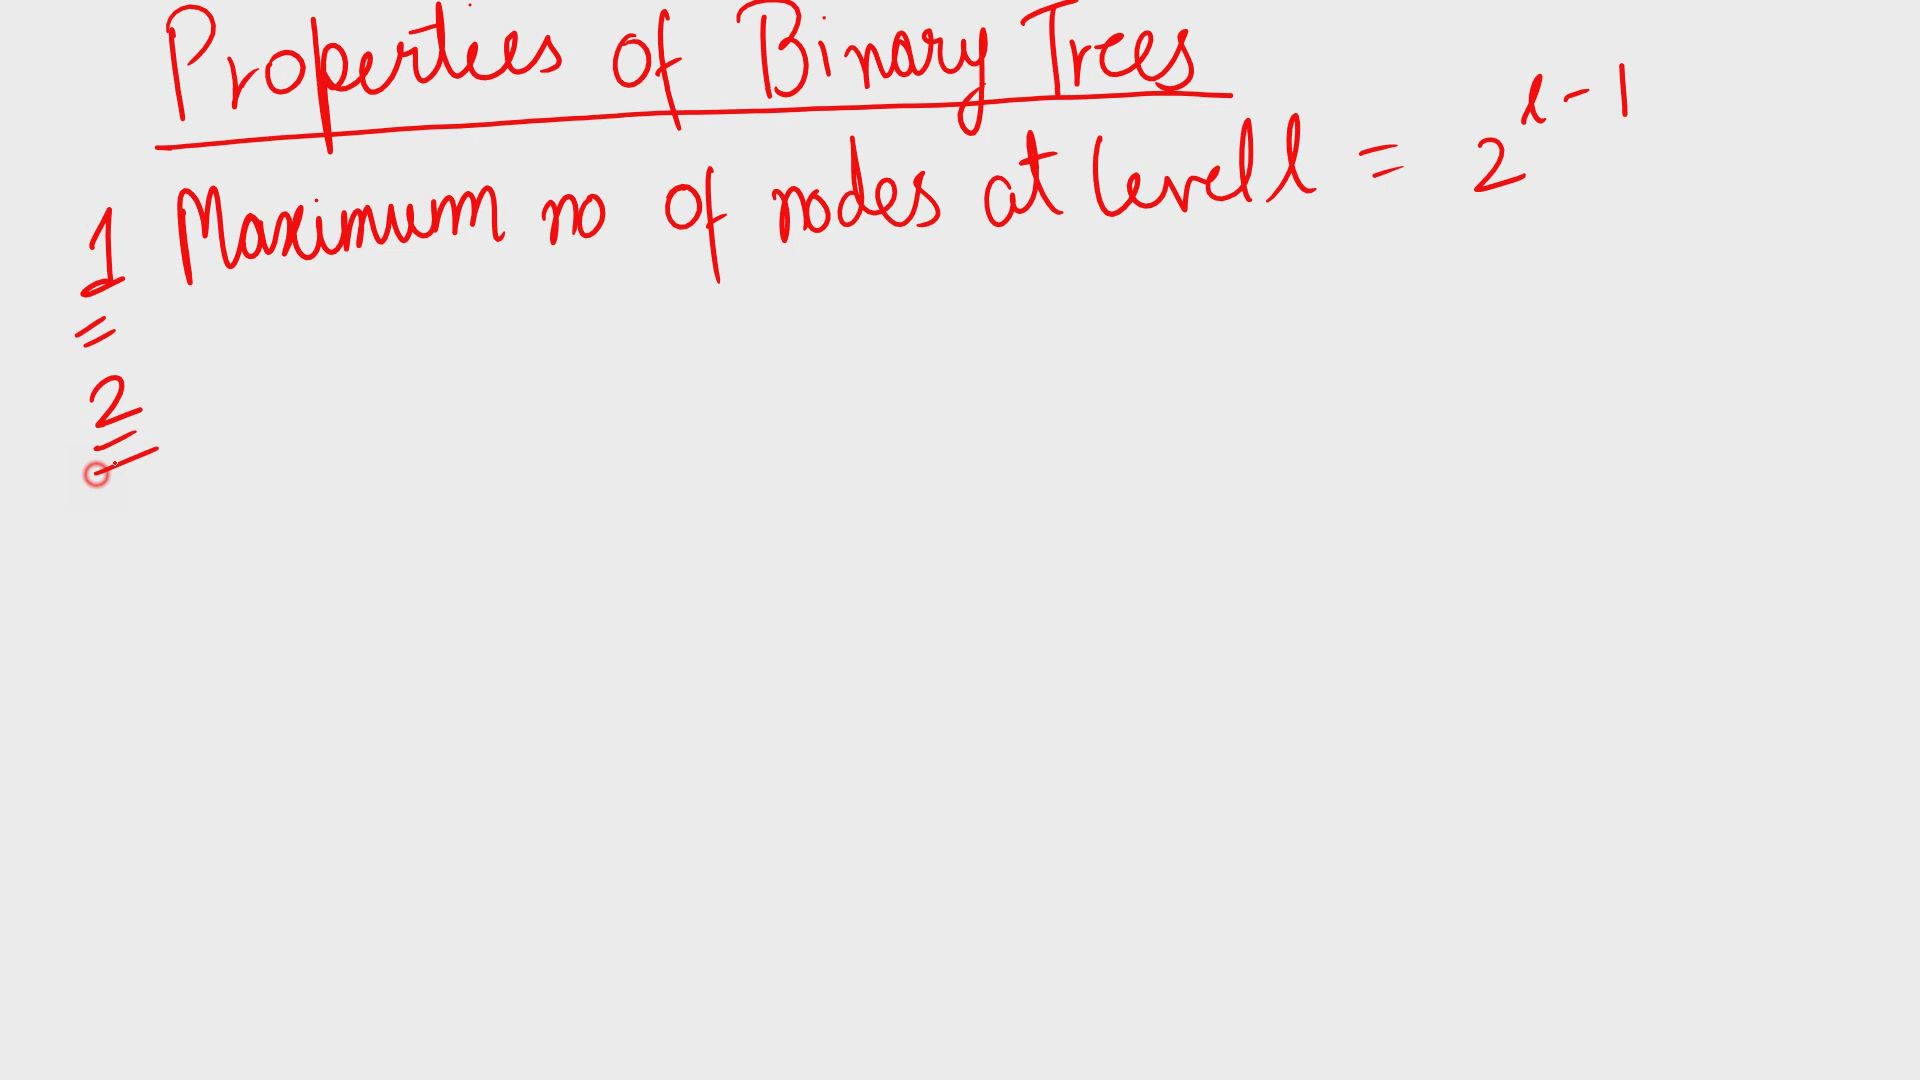 Properties of Binary Trees
1 Maximum no of nodes at level l = 2^{l-1}
2